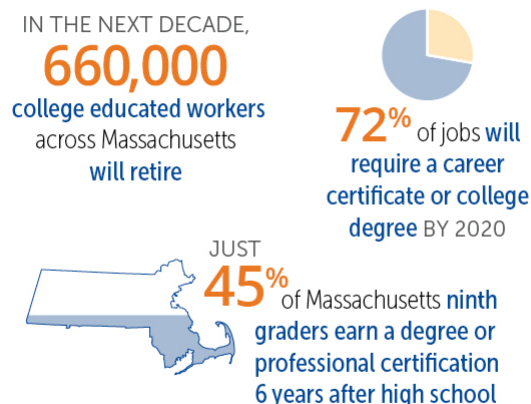 IN THE NEXT DECADE,
660,000
college educated workers
across Massachusetts
will retire
72% of jobs will
require a career
certificate or college
degree BY 2020
JUST
45% of Massachusetts ninth
graders earn a degree or
professional certification
6 years after high school